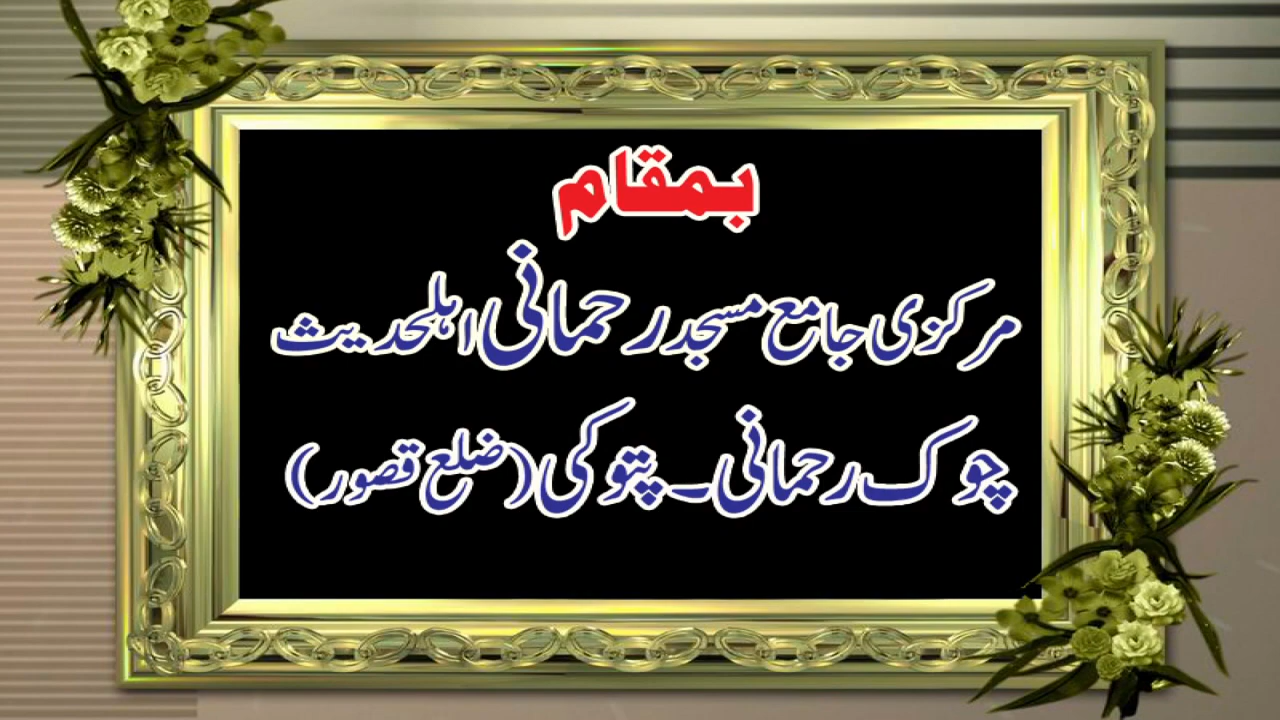 بمقام
مرکزی جامع مسجد رحمانی اہلحدیث
چوک رحمانی۔ پتوکی (ضلع قصور)